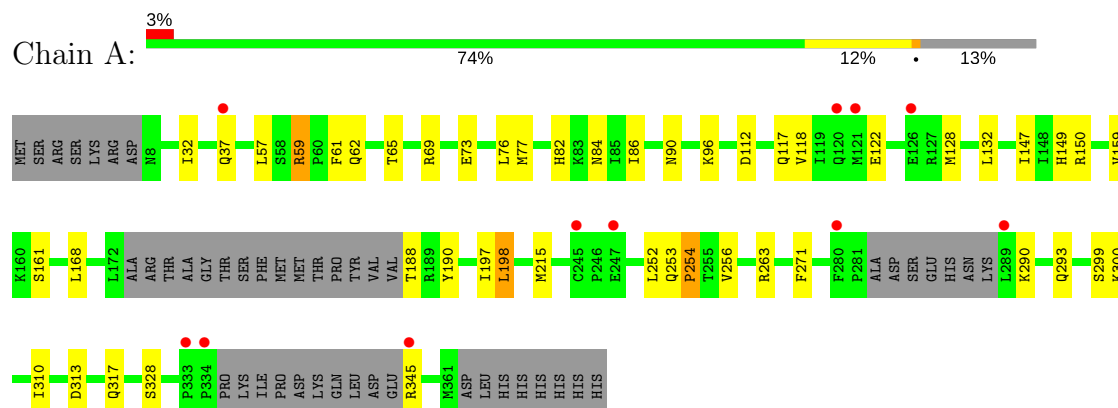 3%
Chain A:
74% 12% • 13%
MET SER ARG SER LYS ARG ASP N8 I32 Q37 L57 S58 R59 P60 F61 Q62 T65 R69 E73 L76 M77 H82 K83 N84 I85 I86 N90 K96 D112 Q117 V118 I119 Q120 M121 E122 E126 R127 M128 L132 I147 I148 H149 R150 V159
K160 S161 L168 L172 ALA ARG THR ALA GLY THR SER PHE MET MET THR PRO TYR VAL VAL T188 R189 Y190 I197 L198 M215 C245 P246 E247 L252 Q253 P254 T255 V256 R263 F271 F280 P281 ALA ASP SER GLU HIS ASN LYS L289 K290 Q293 S299 K300
I310 D313 Q317 S328 P333 P334 PRO LYS ILE PRO ASP LYS GLN LEU ASP GLU R345 M361 ASP LEU HIS HIS HIS HIS HIS HIS